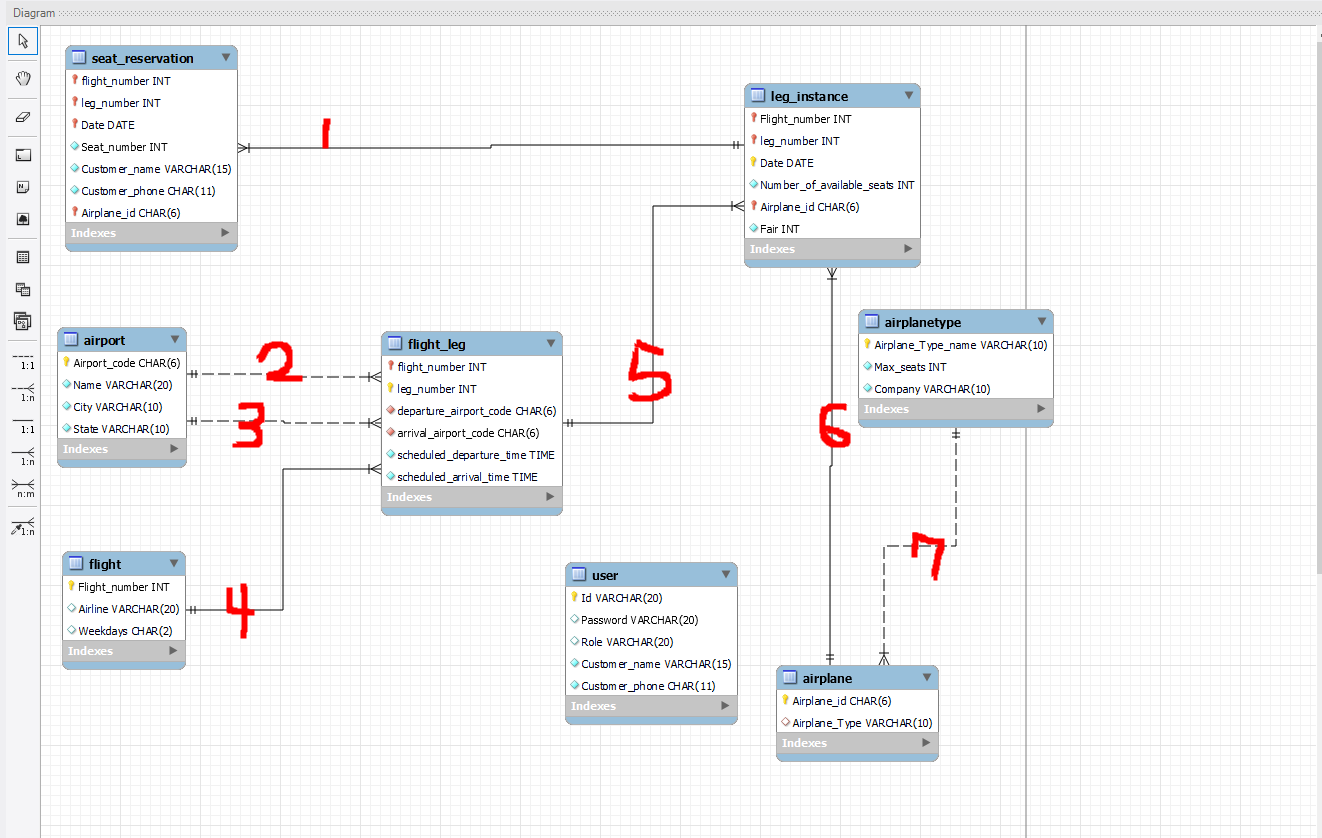 Diagram
seat_reservation
flight_number INT
leg_number INT
Date DATE
Seat_number INT
Customer_name VARCHAR(15)
Customer_phone CHAR(11)
Airplane_id CHAR(6)
Indexes
1
leg_instance
Flight_number INT
leg_number INT
Date DATE
Number_of_available_seats INT
Airplane_id CHAR(6)
Fair INT
Indexes
airport
Airport_code CHAR(6)
Name VARCHAR(20)
City VARCHAR(10)
State VARCHAR(10)
Indexes
2
3
flight_leg
flight_number INT
leg_number INT
departure_airport_code CHAR(6)
arrival_airport_code CHAR(6)
scheduled_departure_time TIME
scheduled_arrival_time TIME
Indexes
5
6
airplanetype
Airplane_Type_name VARCHAR(10)
Max_seats INT
Company VARCHAR(10)
Indexes
7
flight
Flight_number INT
Airline VARCHAR(20)
Weekdays CHAR(2)
Indexes
4
user
Id VARCHAR(20)
Password VARCHAR(20)
Role VARCHAR(20)
Customer_name VARCHAR(15)
Customer_phone CHAR(11)
Indexes
airplane
Airplane_id CHAR(6)
Airplane_Type VARCHAR(10)
Indexes
1:1
1:n
1:1
1:n
n:m
1:n